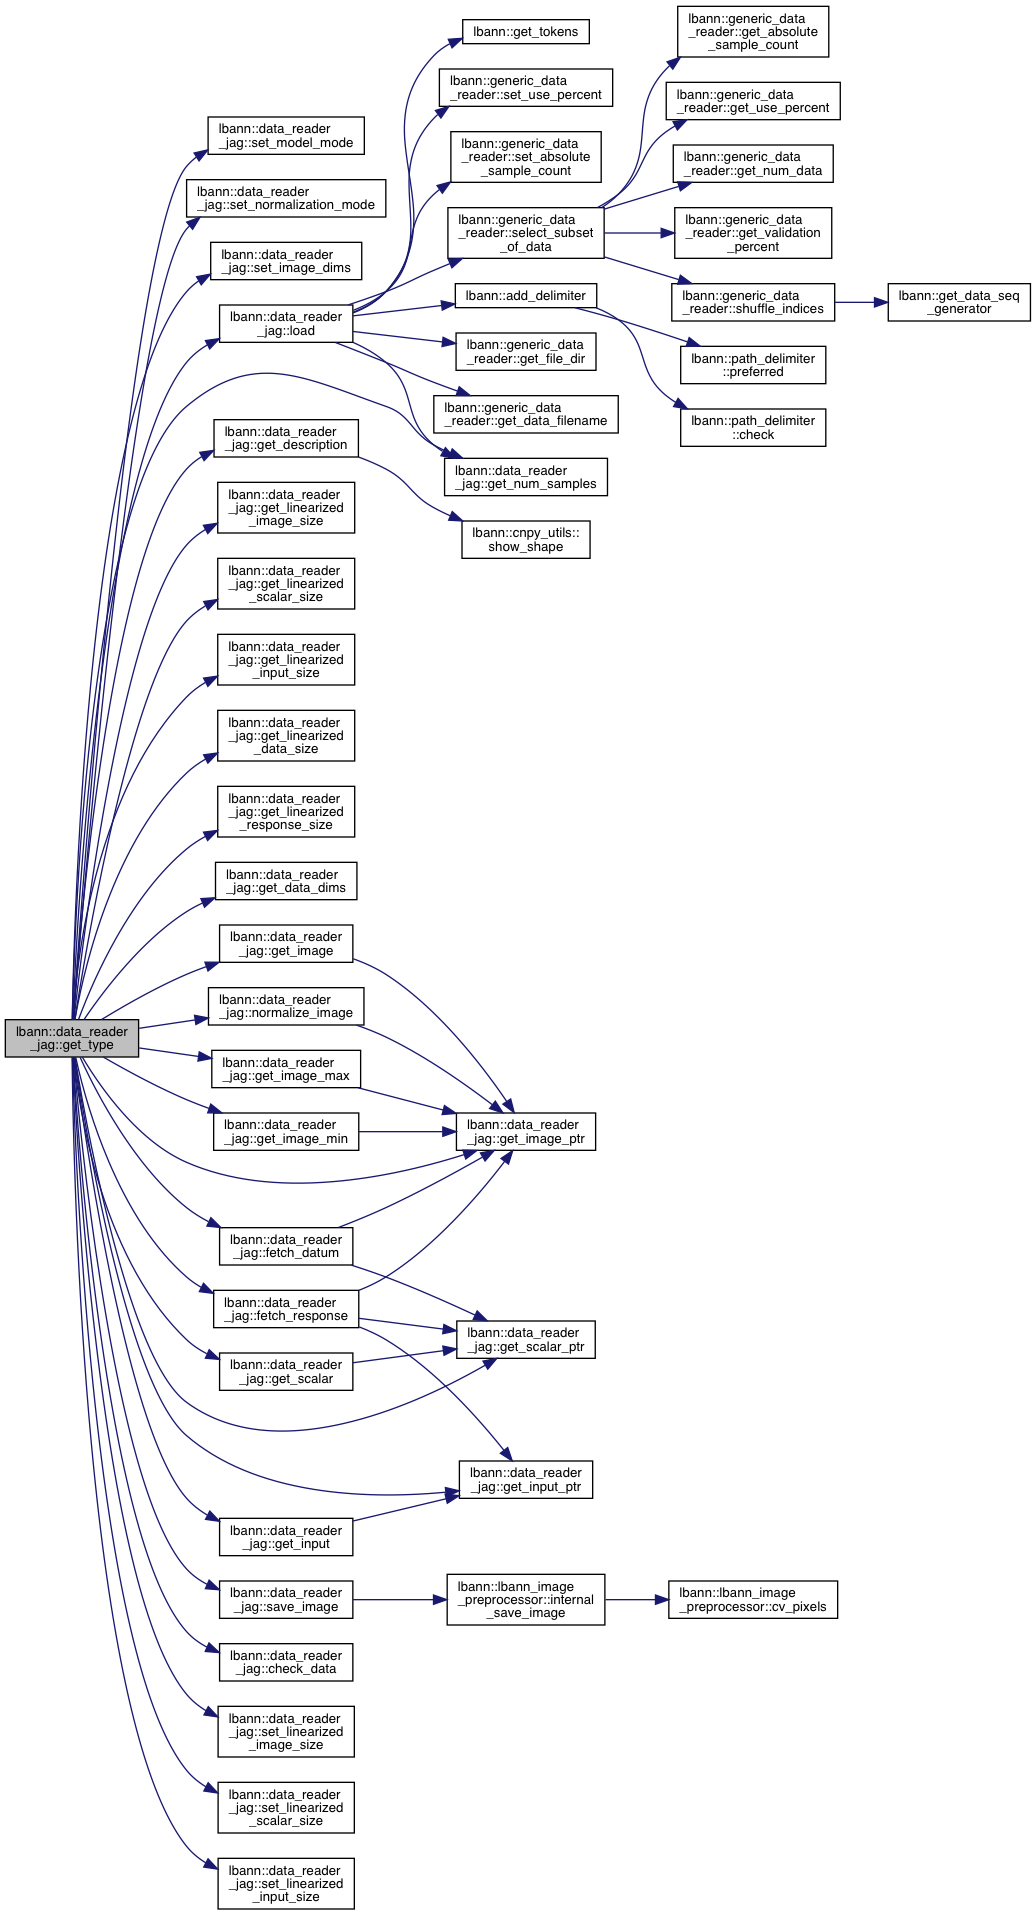 lbann::data_reader
_jag::get_type
lbann::data_reader
_jag::set_model_mode
lbann::data_reader
_jag::set_normalization_mode
lbann::data_reader
_jag::set_image_dims
lbann::data_reader
_jag::load
lbann::data_reader
_jag::get_description
lbann::data_reader
_jag::get_linearized
_image_size
lbann::data_reader
_jag::get_linearized
_scalar_size
lbann::data_reader
_jag::get_linearized
_input_size
lbann::data_reader
_jag::get_linearized
_data_size
lbann::data_reader
_jag::get_linearized
_response_size
lbann::data_reader
_jag::get_data_dims
lbann::data_reader
_jag::get_image
lbann::data_reader
_jag::normalize_image
lbann::data_reader
_jag::get_image_max
lbann::data_reader
_jag::get_image_min
lbann::data_reader
_jag::fetch_datum
lbann::data_reader
_jag::fetch_response
lbann::data_reader
_jag::get_scalar
lbann::data_reader
_jag::get_input
lbann::data_reader
_jag::save_image
lbann::data_reader
_jag::check_data
lbann::data_reader
_jag::set_linearized
_image_size
lbann::data_reader
_jag::set_linearized
_scalar_size
lbann::data_reader
_jag::set_linearized
_input_size
lbann::get_tokens
lbann::generic_data
_reader::set_use_percent
lbann::generic_data
_reader::set_absolute
_sample_count
lbann::generic_data
_reader::select_subset
_of_data
lbann::add_delimiter
lbann::generic_data
_reader::get_file_dir
lbann::generic_data
_reader::get_data_filename
lbann::data_reader
_jag::get_num_samples
lbann::cnpy_utils::
show_shape
lbann::data_reader
_jag::get_image_ptr
lbann::data_reader
_jag::get_scalar_ptr
lbann::data_reader
_jag::get_input_ptr
lbann::lbann_image
_preprocessor::internal
_save_image
lbann::generic_data
_reader::get_absolute
_sample_count
lbann::generic_data
_reader::get_use_percent
lbann::generic_data
_reader::get_num_data
lbann::generic_data
_reader::get_validation
_percent
lbann::generic_data
_reader::shuffle_indices
lbann::path_delimiter
::preferred
lbann::path_delimiter
::check
lbann::lbann_image
_preprocessor::cv_pixels
lbann::get_data_seq
_generator